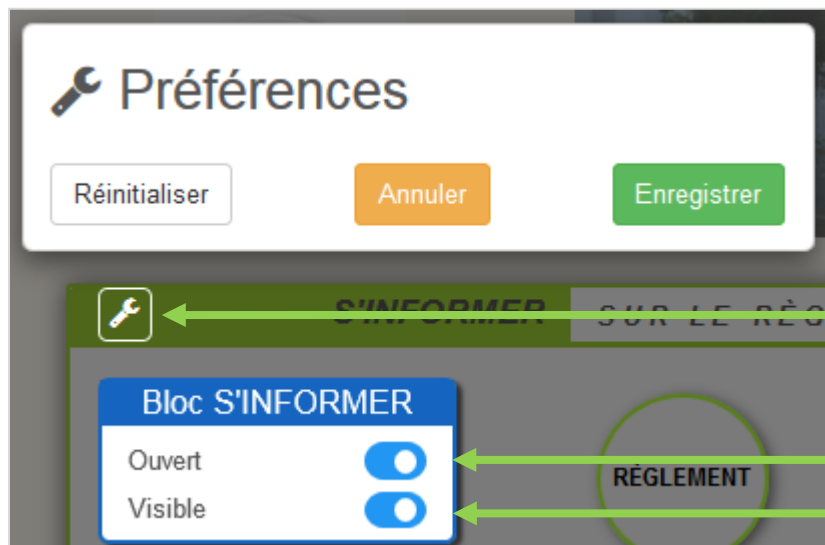 Préférences
Réinitialiser Annuler Enregistrer
S'INFORMER SUR LE RÈG
Bloc S'INFORMER
Ouvert
Visible
RÈGLEMENT